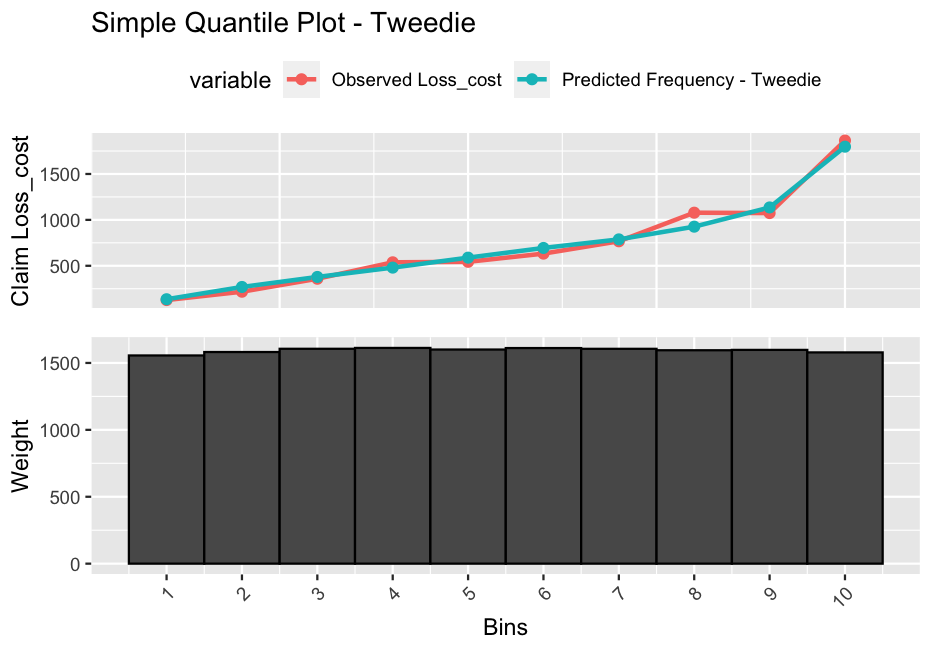 Simple Quantile Plot - Tweedie
variable Observed Loss_cost Predicted Frequency - Tweedie
Claim Loss_cost
1500
1000
500
Weight
1500
1000
500
0
1 2 3 4 5 6 7 8 9 10
Bins